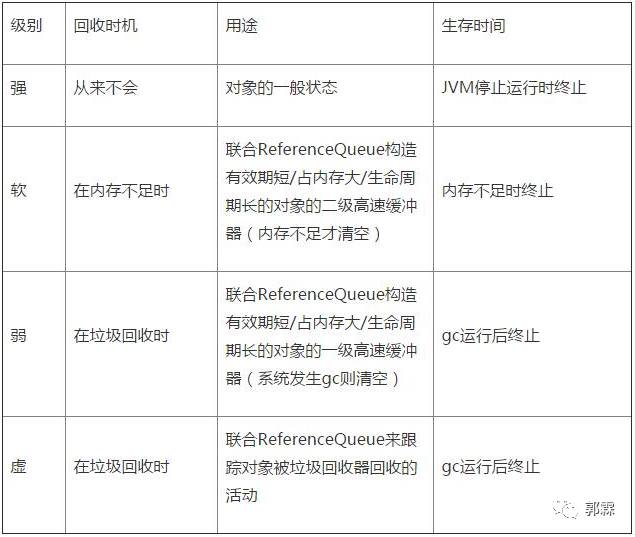 级别 回收时机 用途 生存时间
强 从来不会 对象的一般状态 JVM停止运行时终止
软 在内存不足时 联合ReferenceQueue构造
有效期短/占内存大/生命周
期长的对象的二级高速缓冲
器（内存不足才清空） 内存不足时终止
弱 在垃圾回收时 联合ReferenceQueue构造
有效期短/占内存大/生命周
期长的对象的一级高速缓冲
器（系统发生gc则清空） gc运行后终止
虚 在垃圾回收时 联合ReferenceQueue来跟
踪对象被垃圾回收器回收的
活动 gc运行后终止
郭霖